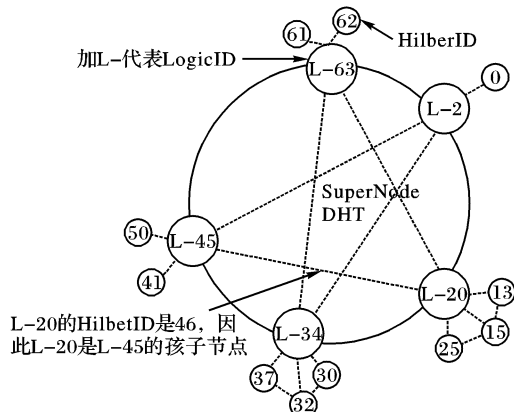 62
61
HilberID
加L-代表LogicID
L-63
0
L-2
SuperNode
DHT
50
L-45
41
13
L-20
15
25
L-20的HilbetID是46，因
此L-20是L-45的孩子节点
L-34
37
30
32